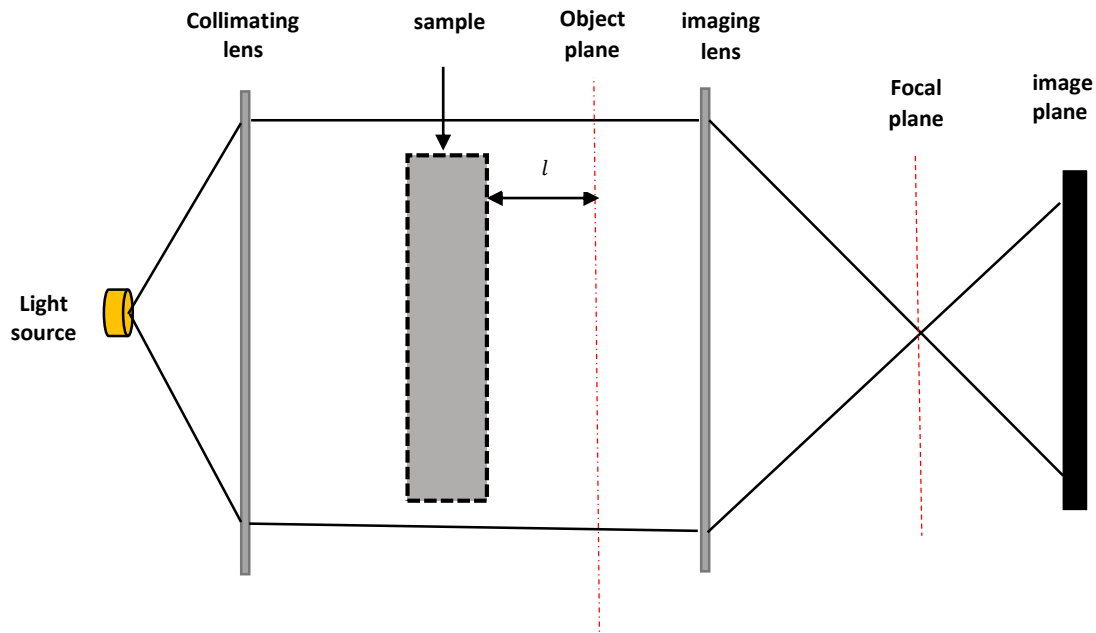 Collimating
lens
sample
Object
plane
imaging
lens
Focal
plane
image
plane
l
Light
source